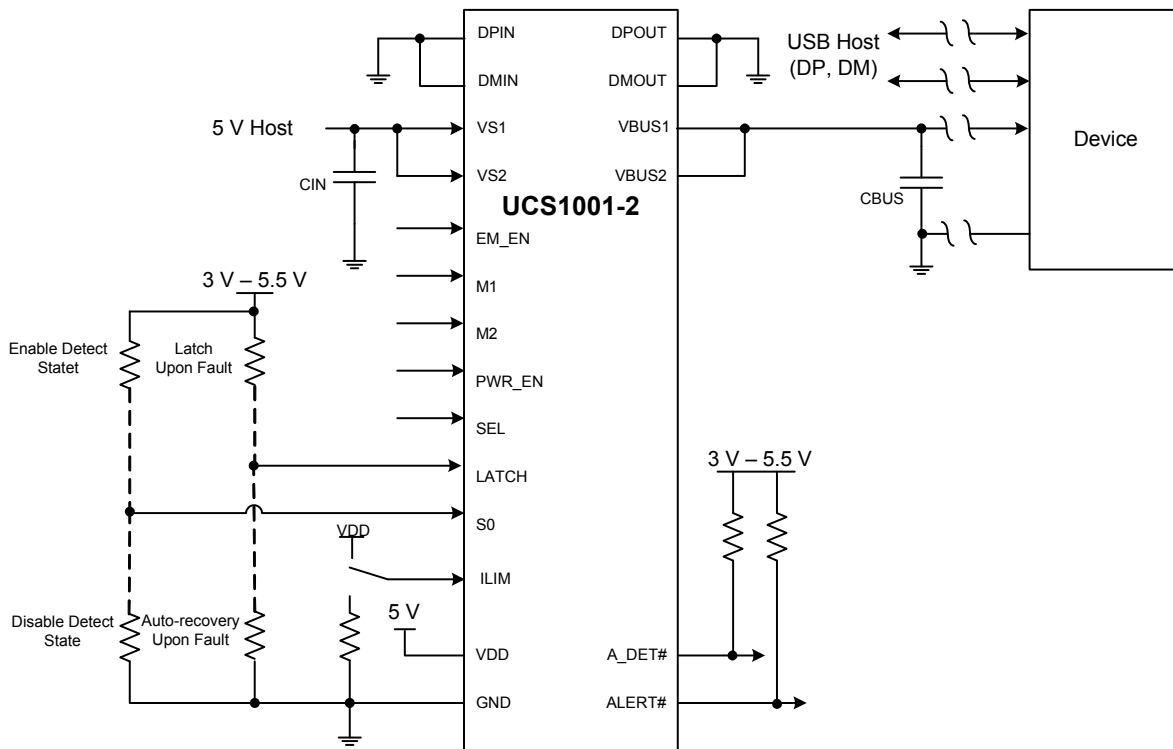 DPIN
DMIN
5 V Host
VS1
VS2
CIN
UCS1001-2
EM_EN
M1
M2
PWR_EN
SEL
LATCH
S0
ILIM
VDD
GND
DPOUT
DMOUT
VBUS1
VBUS2
A_DET#
ALERT#
USB Host
(DP, DM)
CBUS
Device
3 V – 5.5 V
Enable Detect
Statet
Latch
Upon Fault
Disable Detect
State
Auto-recovery
Upon Fault
VDD
5 V
3 V – 5.5 V